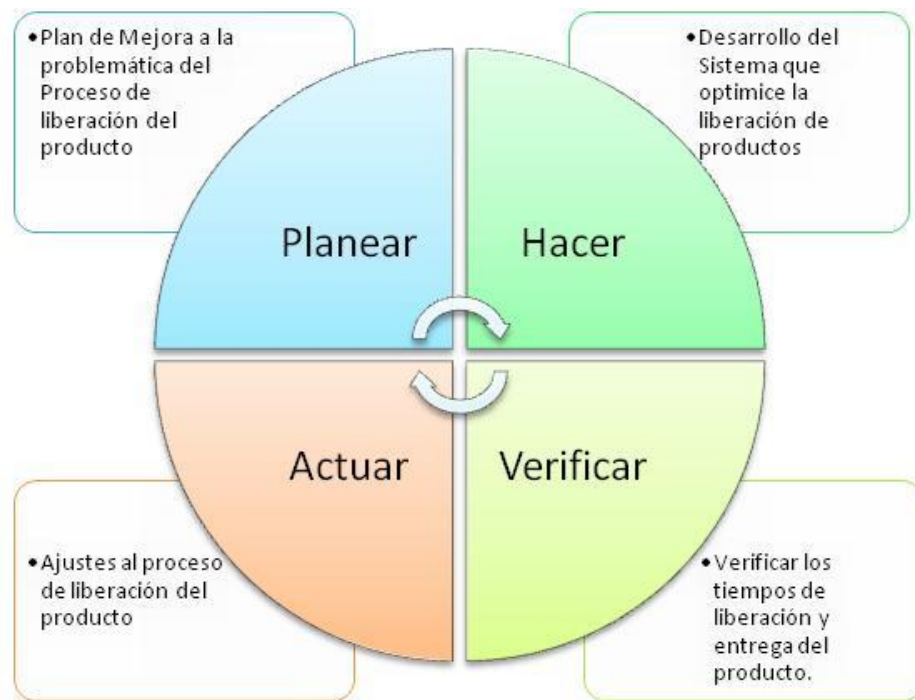 •Plan de Mejora a la
problemática del
Proceso de
liberación del
producto
•Desarrollo del
Sistema que
optimice la
liberación de
productos
Planear
Hacer
Actuar
Verificar
•Ajustes al proceso
de liberación del
producto
•Verificar los
tiempos de
liberación y
entrega del
producto.